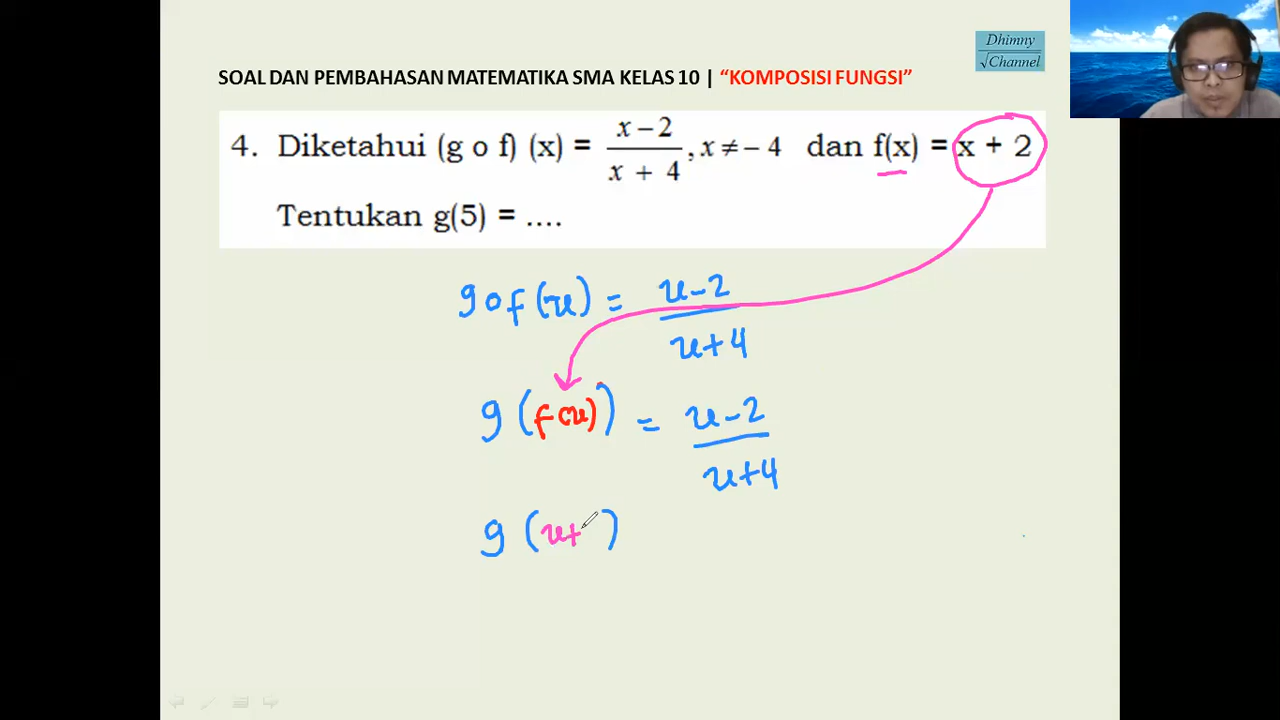 Dhimny
√Channel
SOAL DAN PEMBAHASAN MATEMATIKA SMA KELAS 10 | “KOMPOSISI FUNGSI”
4. Diketahui (g o f) (x) = x – 2 / x + 4 , x ≠ – 4 dan f(x) = x + 2
Tentukan g(5) = ....
g o f (x) = x-2 / x+4
g (f(x)) = x-2 / x+4
g (x+ )